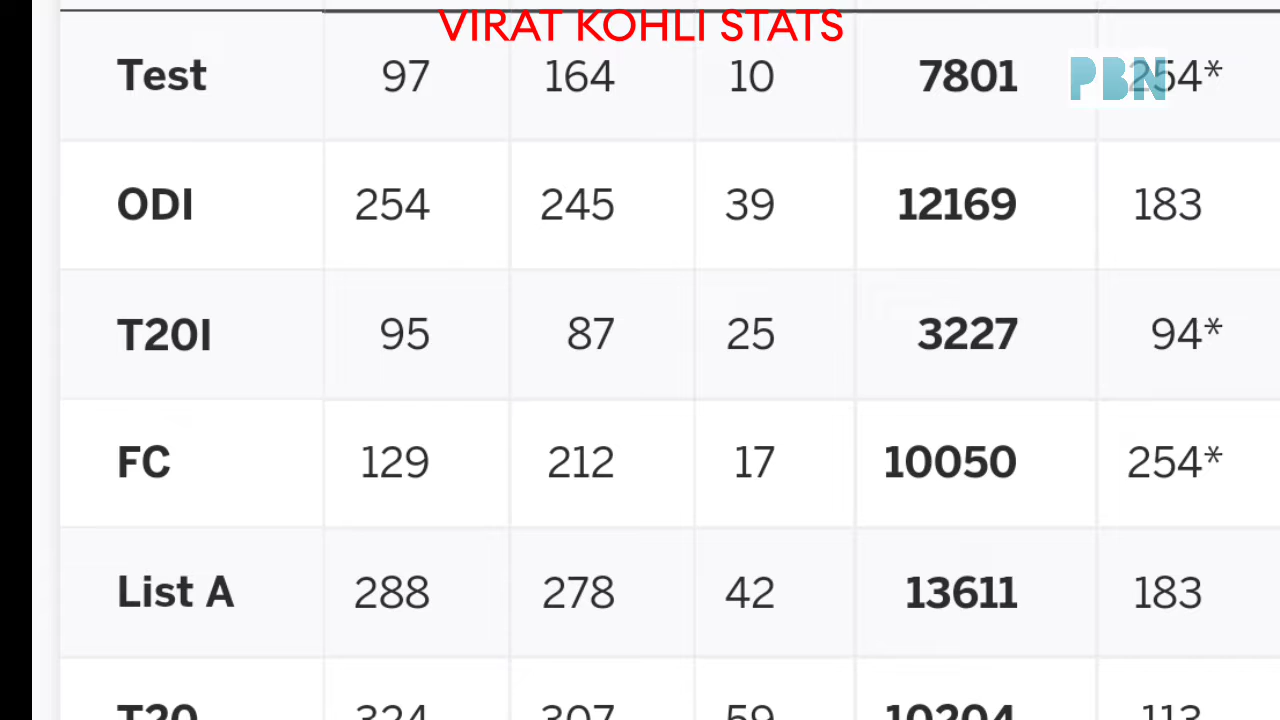 VIRAT KOHLI STATS
Test 97 164 10 7801 254*
PBN
ODI 254 245 39 12169 183
T20I 95 87 25 3227 94*
FC 129 212 17 10050 254*
List A 288 278 42 13611 183
T20 324 307 59 10204 113